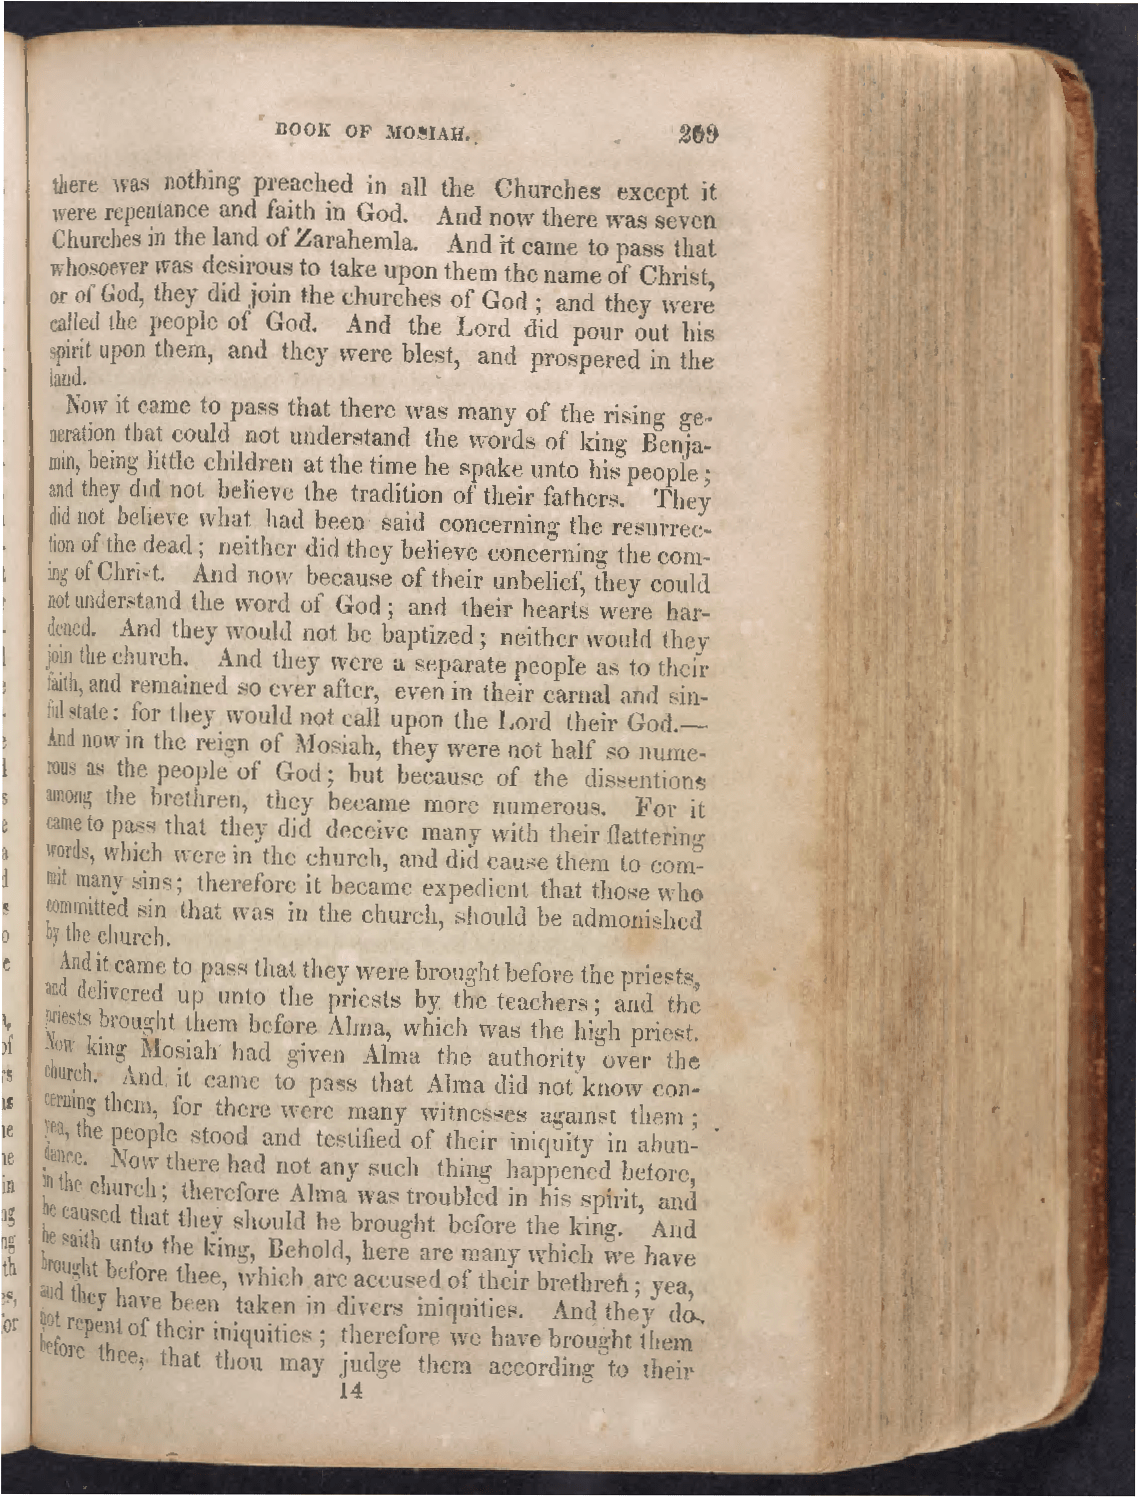 BOOK OF MOSIAH. 209
there was nothing preached in all the Churches except it
were repentance and faith in God. And now there was seven
Churches in the land of Zarahemla. And it came to pass that
whosoever was desirous to take upon them the name of Christ,
or of God, they did join the churches of God; and they were
called the people of God. And the Lord did pour out his
spirit upon them, and they were blest, and prospered in the
land.
Now it came to pass that there was many of the rising ge-
neration that could not understand the words of king Benja-
min, being little children at the time he spake unto his people;
and they did not believe the tradition of their fathers. They
did not believe what had been said concerning the resurrec-
tion of the dead; neither did they believe concerning the com-
ing of Christ. And now because of their unbelief, they could
not understand the word of God; and their hearts were har-
dened. And they would not be baptized; neither would they
join the church. And they were a separate people as to their
faith, and remained so ever after, even in their carnal and sin-
ful state: for they would not call upon the Lord their God.—
And now in the reign of Mosiah, they were not half so nume-
rous as the people of God; but because of the dissentions
among the brethren, they became more numerous. For it
came to pass that they did deceive many with their flattering
words, which were in the church, and did cause them to com-
mit many sins; therefore it became expedient that those who
committed sin that was in the church, should be admonished
by the church.
And it came to pass that they were brought before the priests,
and delivered up unto the priests by the teachers; and the
priests brought them before Alma, which was the high priest.
Now king Mosiah had given Alma the authority over the
church. And it came to pass that Alma did not know con-
cerning them, for there were many witnesses against them;
yea, the people stood and testified of their iniquity in abun-
dance. Now there had not any such thing happened before,
in the church; therefore Alma was troubled in his spirit, and
he caused that they should be brought before the king. And
he saith unto the king, Behold, here are many which we have
brought before thee, which are accused of their brethren; yea,
and they have been taken in divers iniquities. And they do
not repent of their iniquities; therefore we have brought them
before thee, that thou may judge them according to their
14